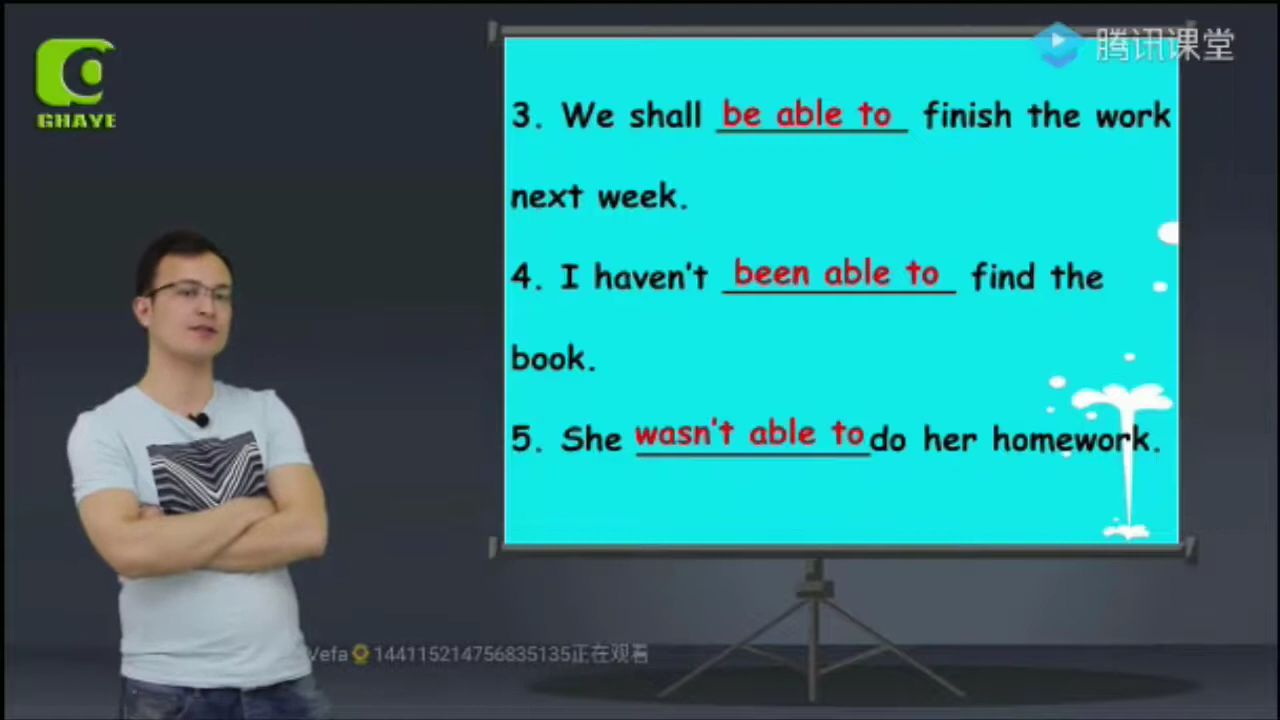 GHAYE
腾讯课堂
3. We shall be able to finish the work
next week.
4. I haven't been able to find the
book.
5. She wasn't able to do her homework.
Vefa 144115214756835135正在观看